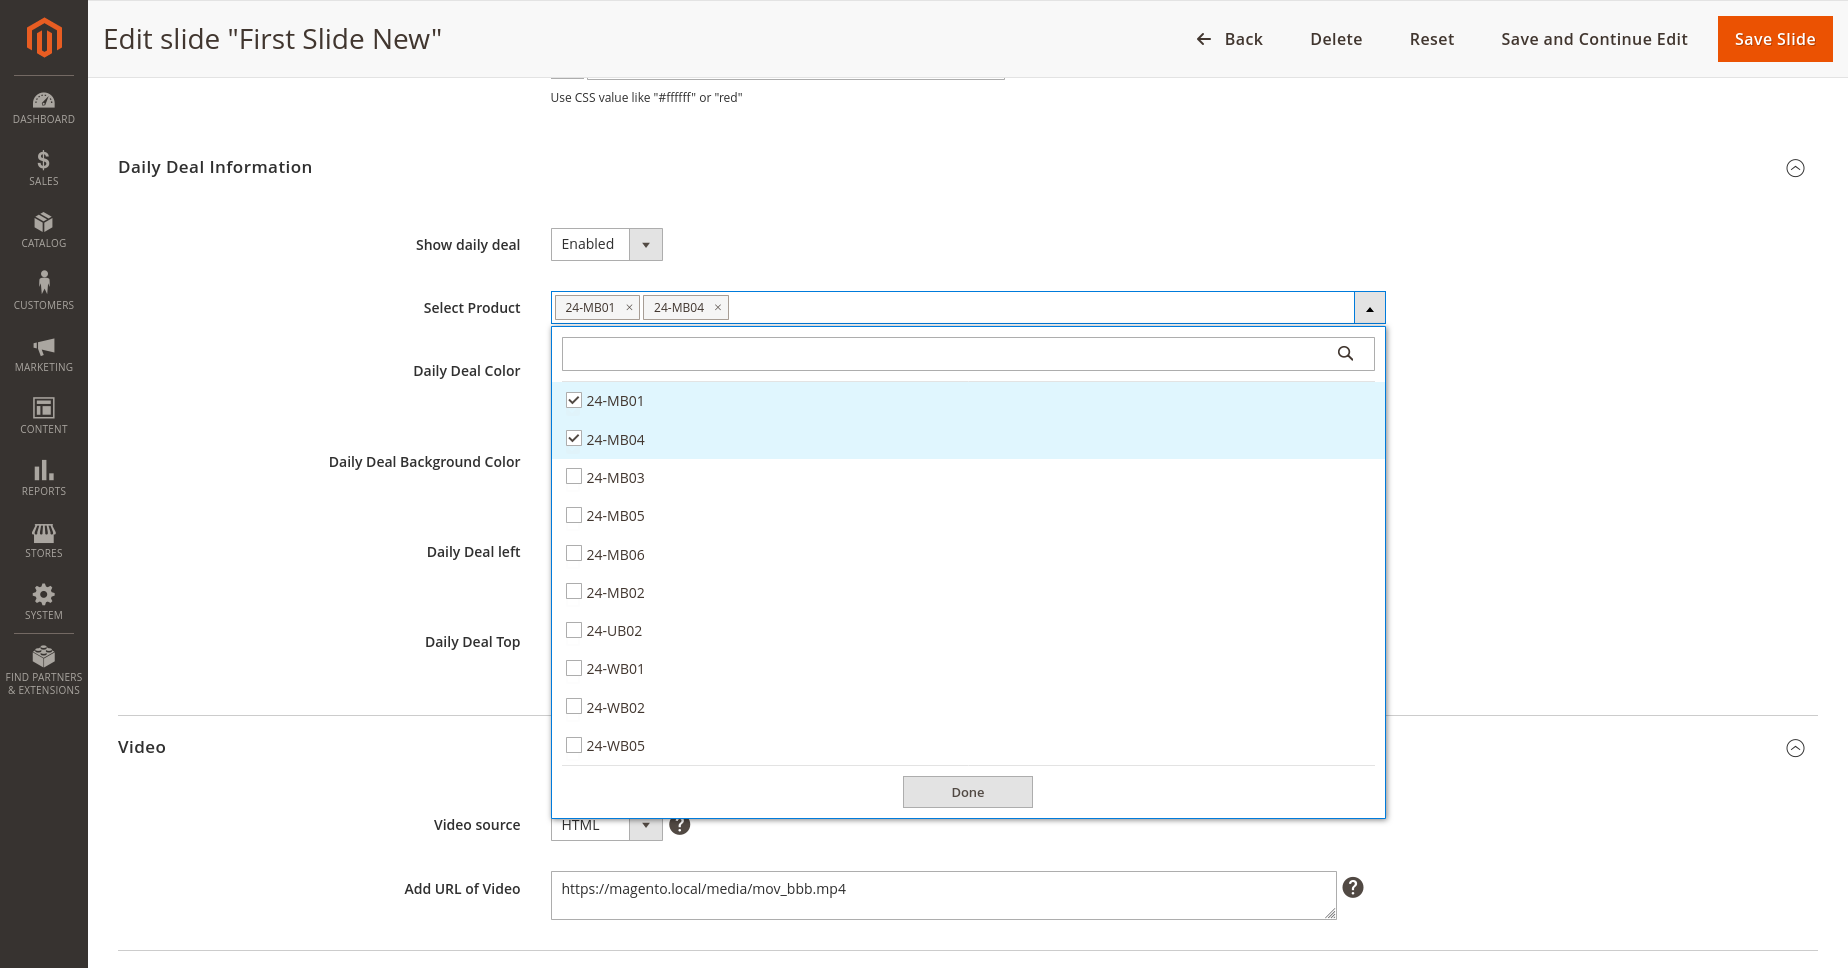 Edit slide "First Slide New"
Back
Delete
Reset
Save and Continue Edit
Save Slide
DASHBOARD
SALES
CATALOG
CUSTOMERS
MARKETING
CONTENT
REPORTS
STORES
SYSTEM
FIND PARTNERS
& EXTENSIONS
Use CSS value like "#ffffff" or "red"
Daily Deal Information
Show daily deal
Enabled
Select Product
24-MB01 ×
24-MB04 ×
Daily Deal Color
Daily Deal Background Color
Daily Deal left
Daily Deal Top
24-MB01
24-MB04
24-MB03
24-MB05
24-MB06
24-MB02
24-UB02
24-WB01
24-WB02
24-WB05
Done
Video
Video source
HTML
?
Add URL of Video
https://magento.local/media/mov_bbb.mp4
?